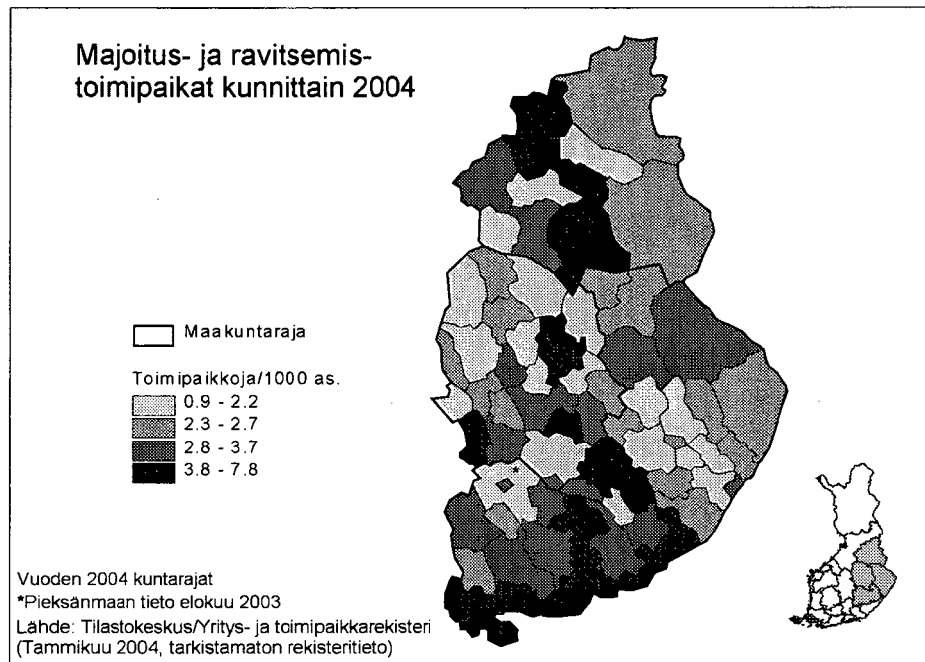 Majoitus- ja ravitsemis-
toimipaikat kunnittain 2004
Maakuntaraja
Toimipaikkoja/1000 as.
0.9 - 2.2
2.3 - 2.7
2.8 - 3.7
3.8 - 7.8
*
Vuoden 2004 kuntarajat
*Pieksänmaan tieto elokuu 2003
Lähde: Tilastokeskus/Yritys- ja toimipaikkarekisteri
(Tammikuu 2004, tarkistamaton rekisteritieto)